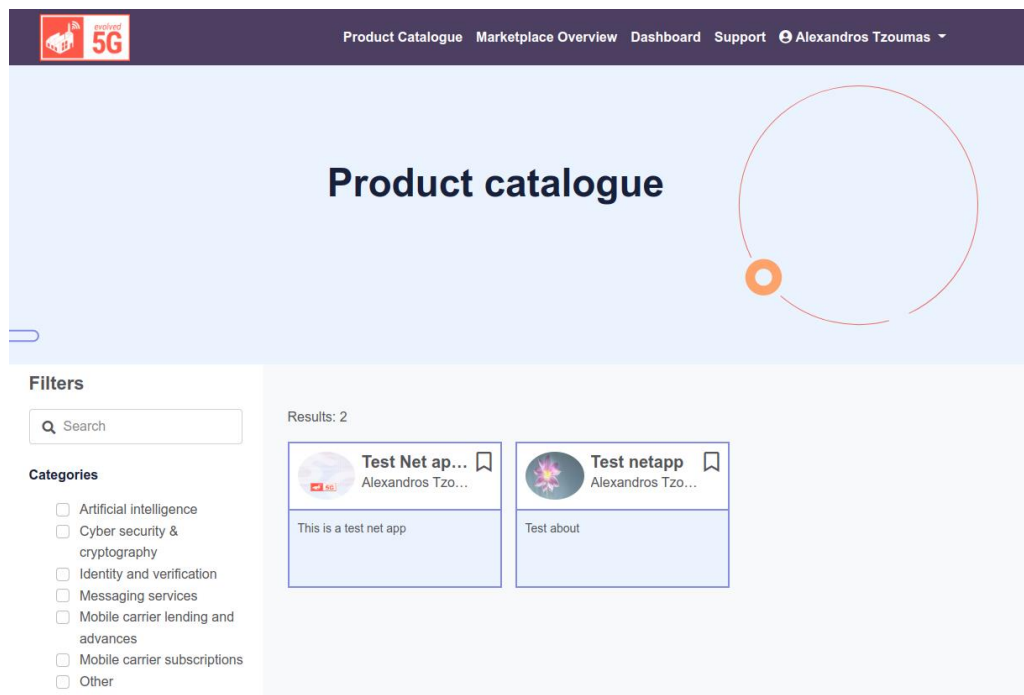 evolved
5G
Product Catalogue Marketplace Overview Dashboard Support Alexandros Tzoumas
Product catalogue
Filters
Search
Categories
Artificial intelligence
Cyber security &
cryptography
Identity and verification
Messaging services
Mobile carrier lending and
advances
Mobile carrier subscriptions
Other
Results: 2
Test Net ap...
Alexandros Tzo...
5G
This is a test net app
Test netapp
Alexandros Tzo...
Test about